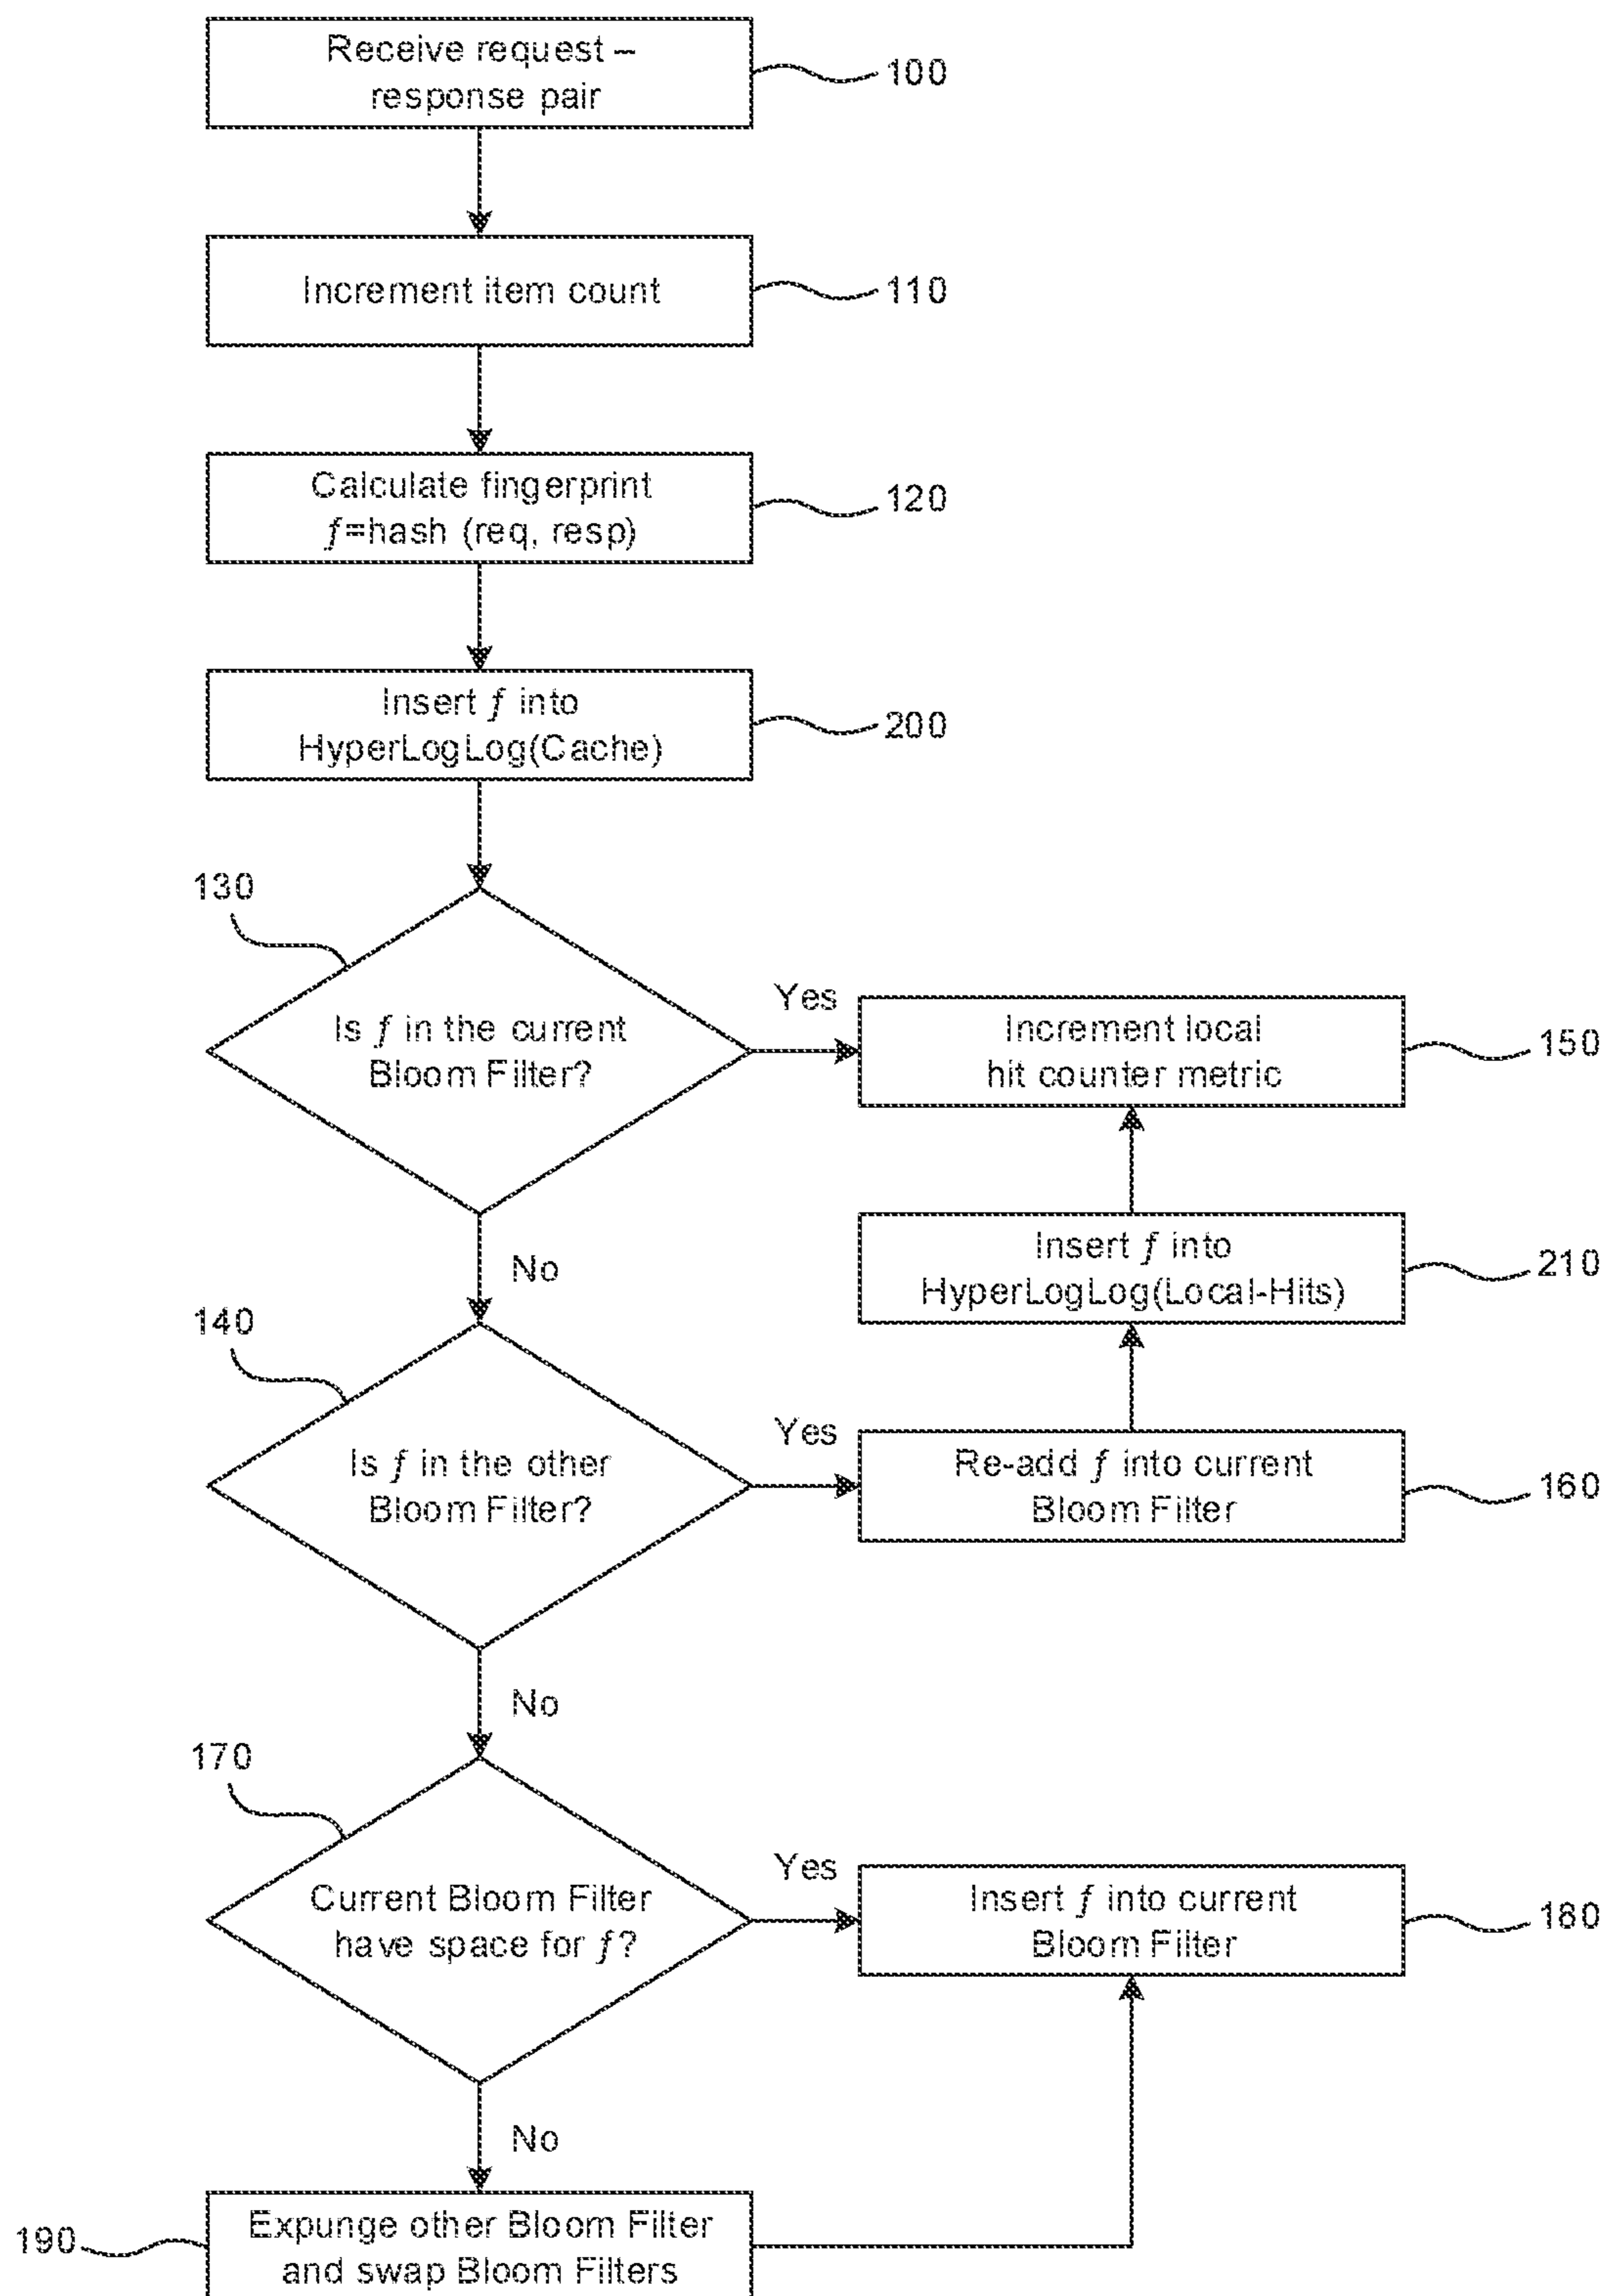 Receive request –
response pair
100
Increment item count
110
Calculate fingerprint
ƒ=hash (req, resp)
120
Insert ƒ into
HyperLogLog(Cache)
200
130
Is ƒ in the current
Bloom Filter?
Yes
Increment local
hit counter metric
150
No
Insert ƒ into
HyperLogLog(Local-Hits)
210
140
Is ƒ in the other
Bloom Filter?
Yes
Re-add ƒ into current
Bloom Filter
160
No
170
Current Bloom Filter
have space for ƒ?
Yes
Insert ƒ into current
Bloom Filter
180
No
190
Expunge other Bloom Filter
and swap Bloom Filters